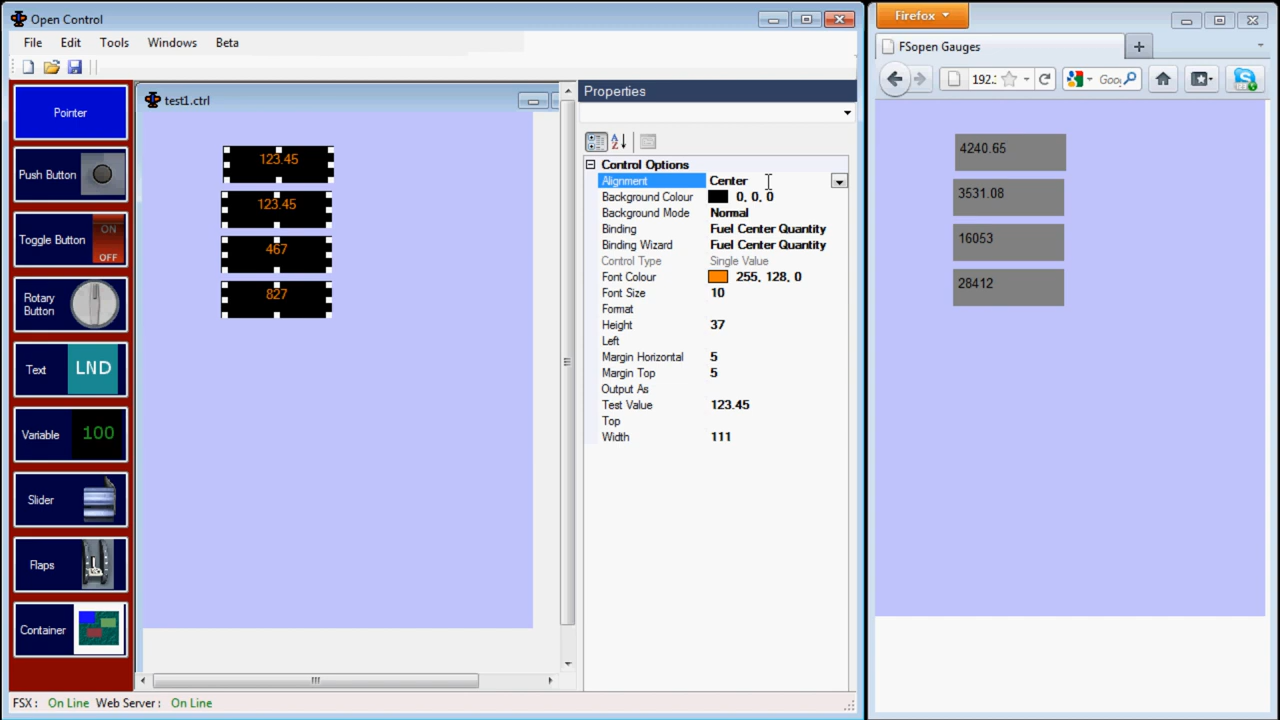 Open Control
File Edit Tools Windows Beta
Pointer
Push Button
Toggle Button
ON
OFF
Rotary
Button
Text
LND
Variable
100
Slider
Flaps
Container
test1.ctrl
123.45
123.45
467
827
Properties
Control Options
Alignment Center
Background Colour 0, 0, 0
Background Mode Normal
Binding Fuel Center Quantity
Binding Wizard Fuel Center Quantity
Control Type Single Value
Font Colour 255, 128, 0
Font Size 10
Format
Height 37
Left
Margin Horizontal 5
Margin Top 5
Output As
Test Value 123.45
Top
Width 111
FSX: On Line Web Server: On Line
Firefox
FSopen Gauges
192.:
Goo
4240.65
3531.08
16053
28412